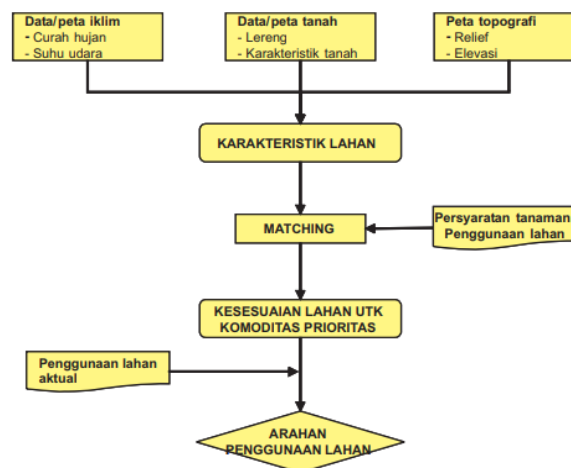 Data/peta iklim
- Curah hujan
- Suhu udara
Data/peta tanah
- Lereng
- Karakteristik tanah
Peta topografi
- Relief
- Elevasi
KARAKTERISTIK LAHAN
MATCHING
Persyaratan tanaman
Penggunaan lahan
KESESUAIAN LAHAN UTK
KOMODITAS PRIORITAS
Penggunaan lahan
aktual
ARAHAN
PENGGUNAAN LAHAN